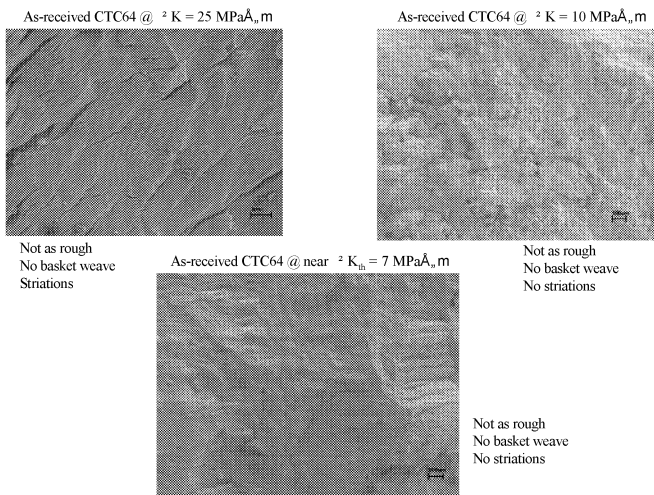 As-received CTC64 @ ² K = 25 MPaÅ„m
As-received CTC64 @ ² K = 10 MPaÅ„m
Not as rough
No basket weave
Striations
Not as rough
No basket weave
No striations
As-received CTC64 @ near ² Kth = 7 MPaÅ„m
Not as rough
No basket weave
No striations